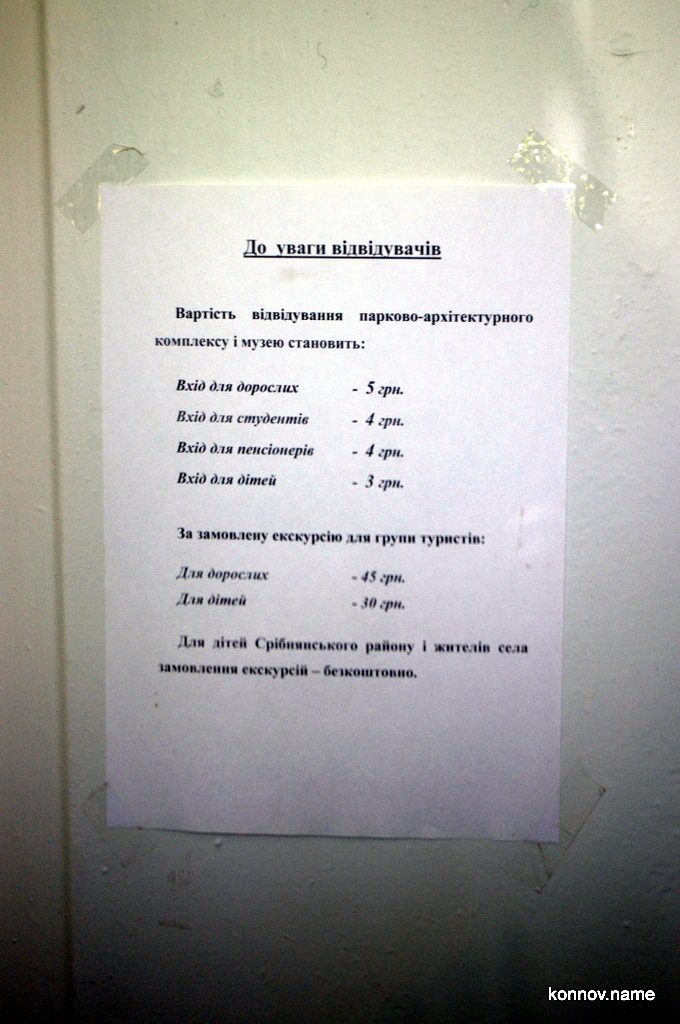 До уваги відвідувачів
Вартість відвідування парково-архітектурного
комплексу і музею становить:
Вхід для дорослих - 5 грн.
Вхід для студентів - 4 грн.
Вхід для пенсіонерів - 4 грн.
Вхід для дітей - 3 грн.
За замовлену екскурсію для групи туристів:
Для дорослих - 45 грн.
Для дітей - 30 грн.
Для дітей Срібнянського району і жителів села
замовлення екскурсій – безкоштовно.
konnov.name